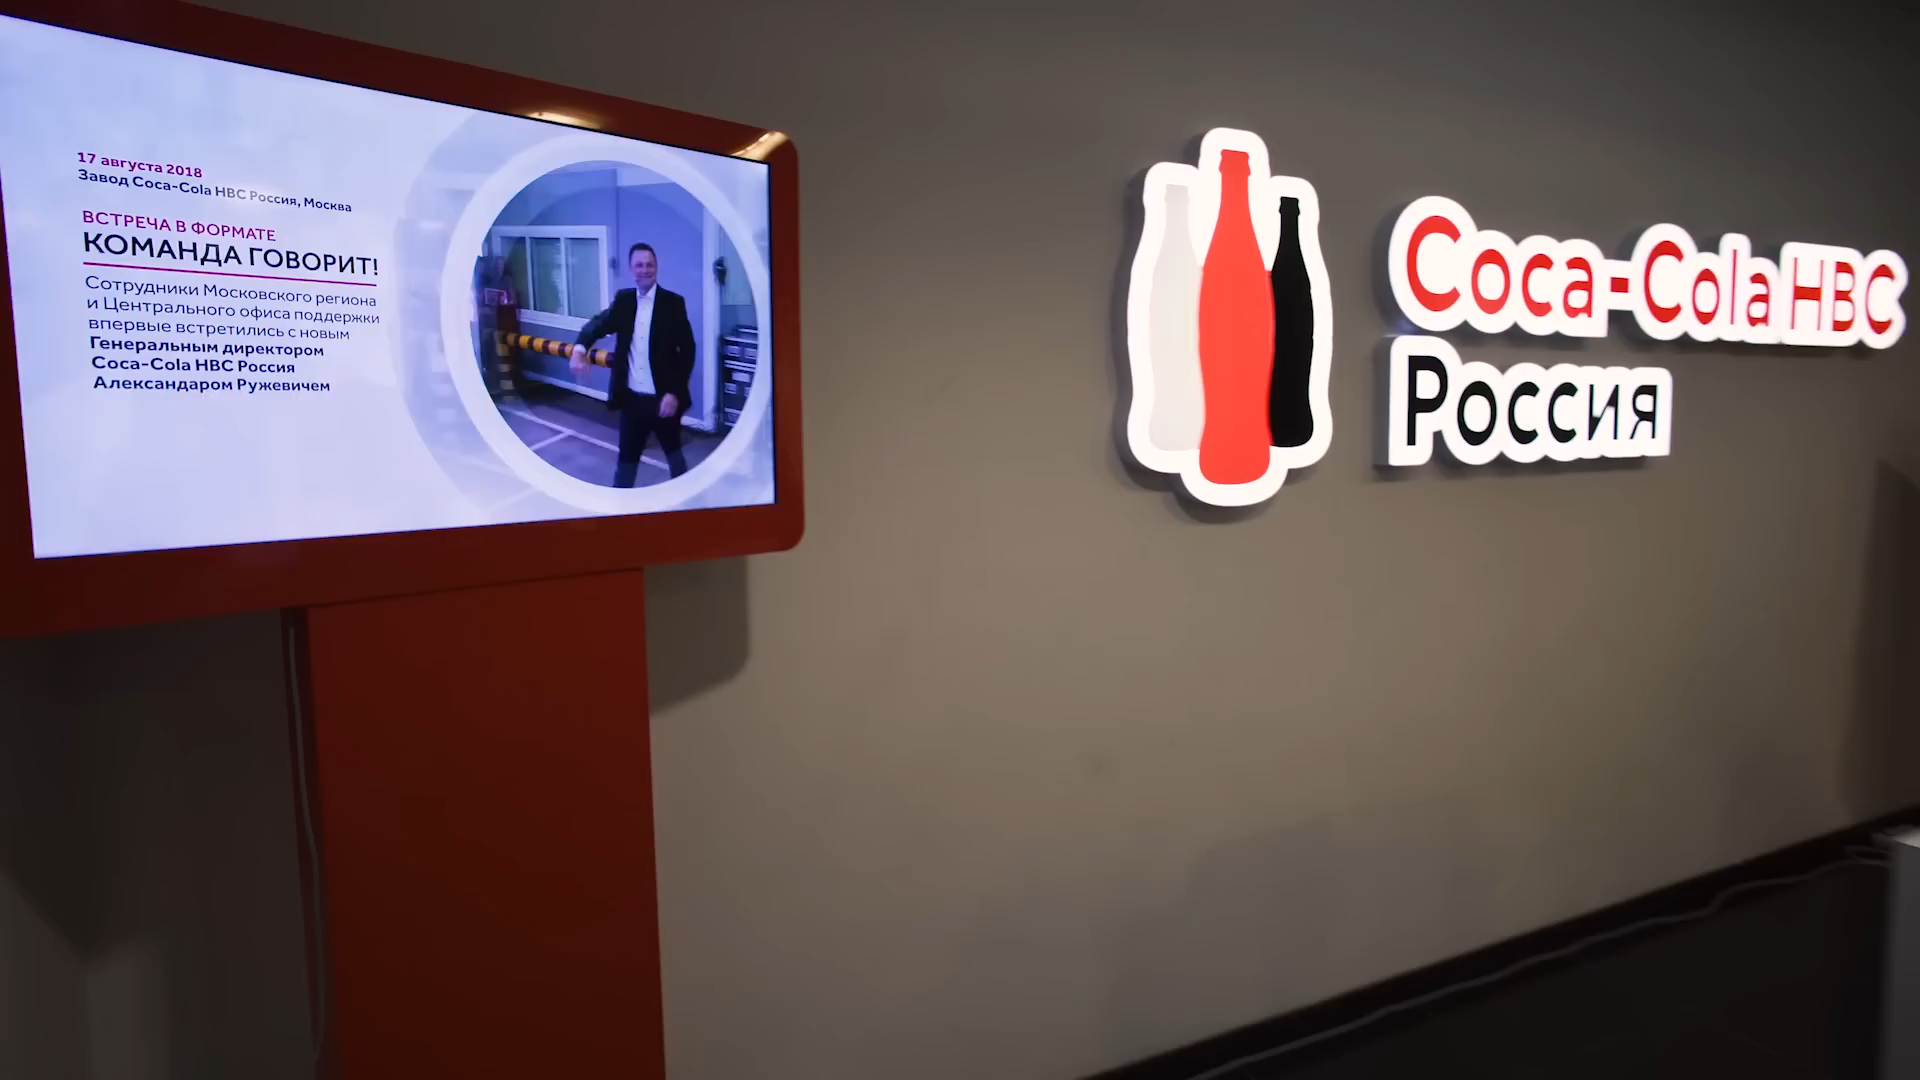 17 августа 2018
Завод Coca-Cola HBC Россия, Москва
ВСТРЕЧА В ФОРМАТЕ
КОМАНДА ГОВОРИТ!
Сотрудники Московского региона
и Центрального офиса поддержки
впервые встретились с новым
Генеральным директором
Coca-Cola HBC Россия
Александаром Ружевичем
Coca-Cola HBC
Россия